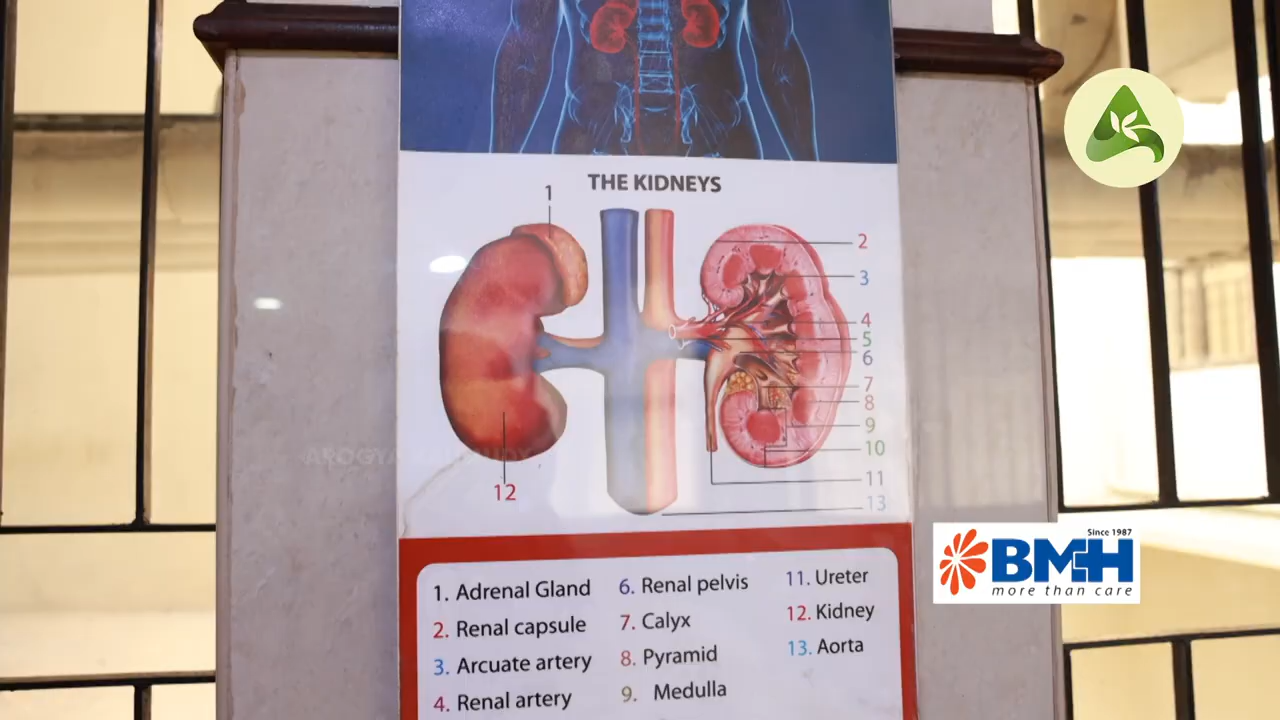 THE KIDNEYS
1
2
3
4
5
6
7
8
9
10
11
12
13
1. Adrenal Gland
2. Renal capsule
3. Arcuate artery
4. Renal artery
6. Renal pelvis
7. Calyx
8. Pyramid
9. Medulla
11. Ureter
12. Kidney
13. Aorta
Since 1987
BMH
more than care